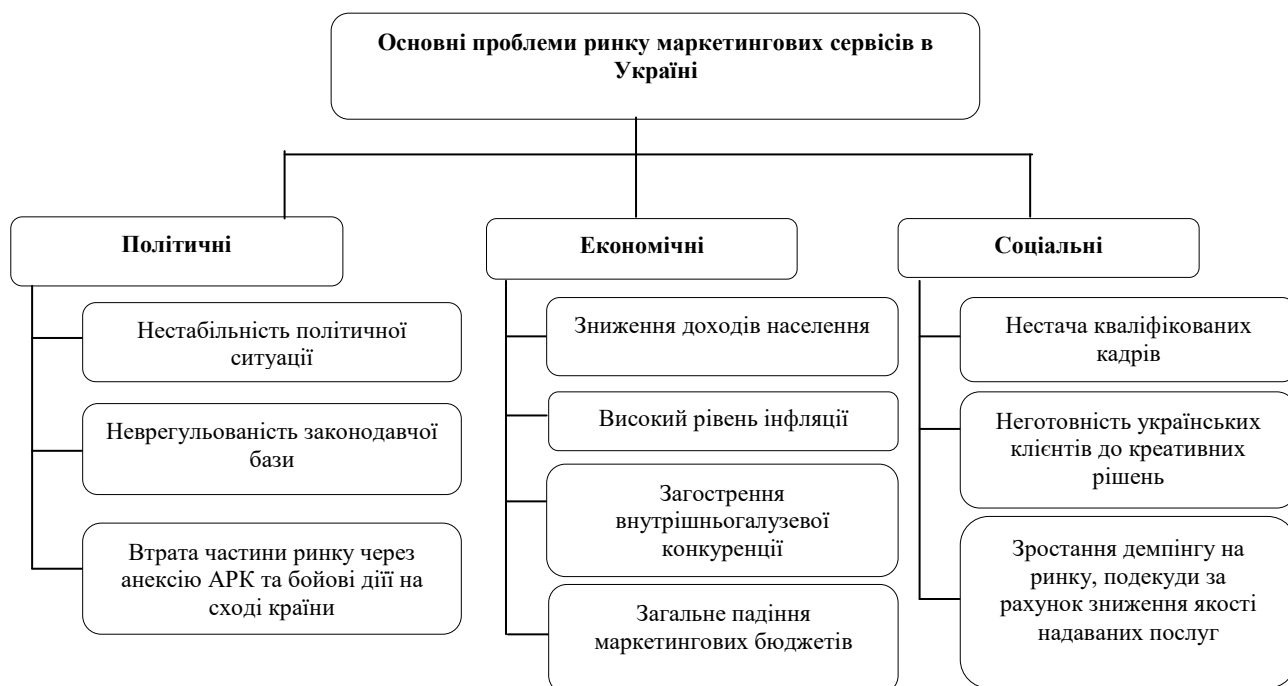 Основні проблеми ринку маркетингових сервісів в
Україні
Політичні
Нестабільність політичної
ситуації
Неврегульованість законодавчої
бази
Втрата частини ринку через
анексію АРК та бойові діїї на
сході країни
Економічні
Зниження доходів населення
Високий рівень інфляції
Загострення
внутрішньогалузевої
конкуренції
Загальне падіння
маркетингових бюджетів
Соціальні
Нестача кваліфікованих
кадрів
Неготовність українських
клієнтів до креативних
рішень
Зростання демпінгу на
ринку, подекуди за
рахунок зниження якості
надаваних послуг